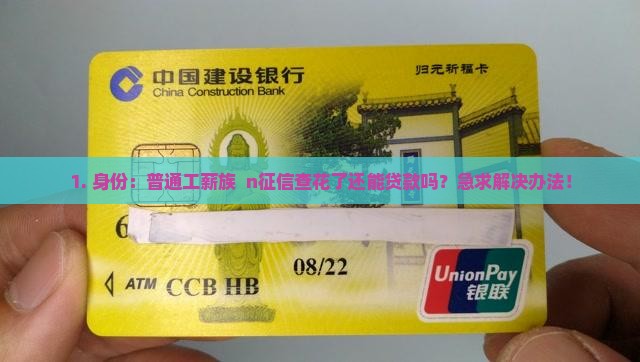 中国建设银行
China Construction Bank
归元祈福卡
1. 身份：普通工薪族 n征信查花了还能贷款吗？急求解决办法！
6
08/22
ATM CCB HB
UnionPay
银联